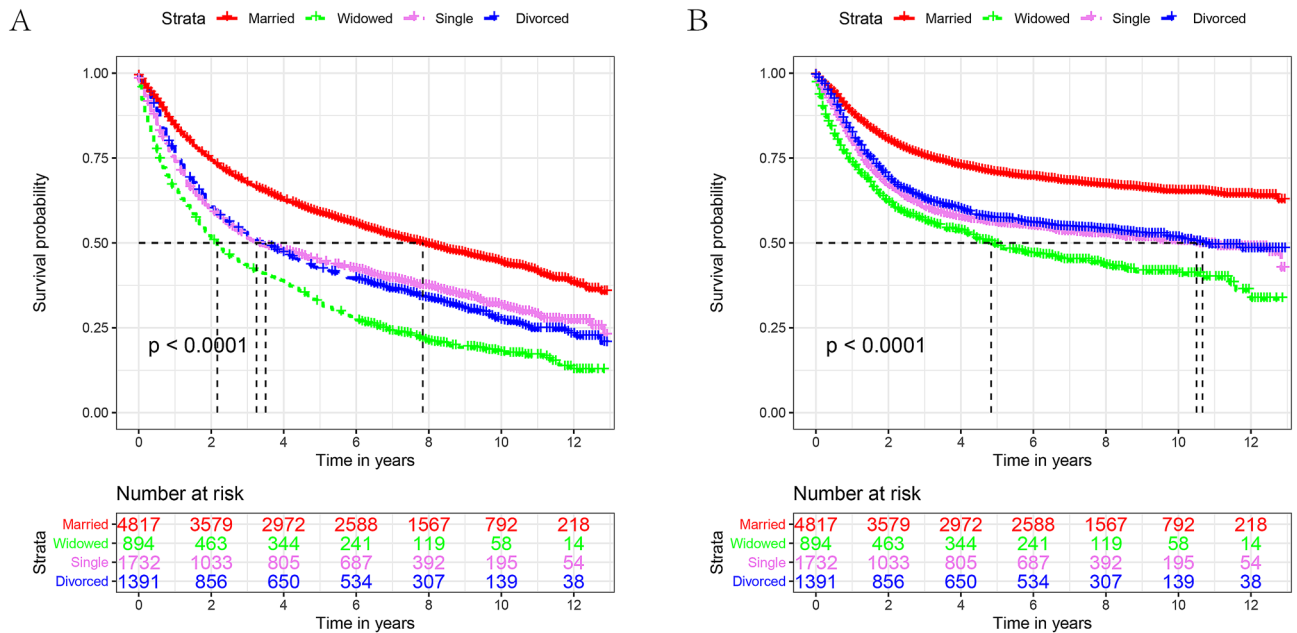 A
Strata Married Widowed Single Divorced
1.00
0.75
0.50
0.25
0.00
Survival probability
p < 0.0001
0 2 4 6 8 10 12
Time in years
Number at risk
Strata
Married 4817 3579 2972 2588 1567 792 218
Widowed 894 463 344 241 119 58 14
Single 1732 1033 805 687 392 195 54
Divorced 1391 856 650 534 307 139 38
0 2 4 6 8 10 12
Time in years
B
Strata Married Widowed Single Divorced
1.00
0.75
0.50
0.25
0.00
Survival probability
p < 0.0001
0 2 4 6 8 10 12
Time in years
Number at risk
Strata
Married 4817 3579 2972 2588 1567 792 218
Widowed 894 463 344 241 119 58 14
Single 1732 1033 805 687 392 195 54
Divorced 1391 856 650 534 307 139 38
0 2 4 6 8 10 12
Time in years